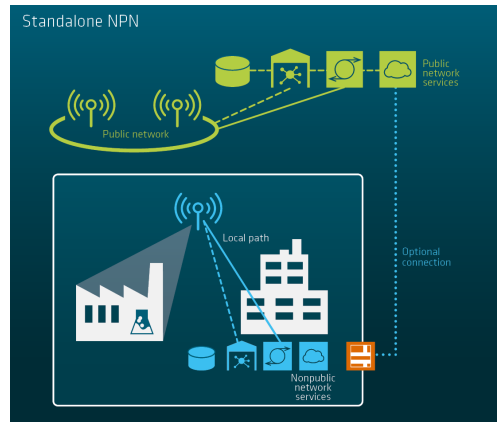 Standalone NPN
Public
network
services
Public network
Local path
Optional
connection
Nonpublic
network
services